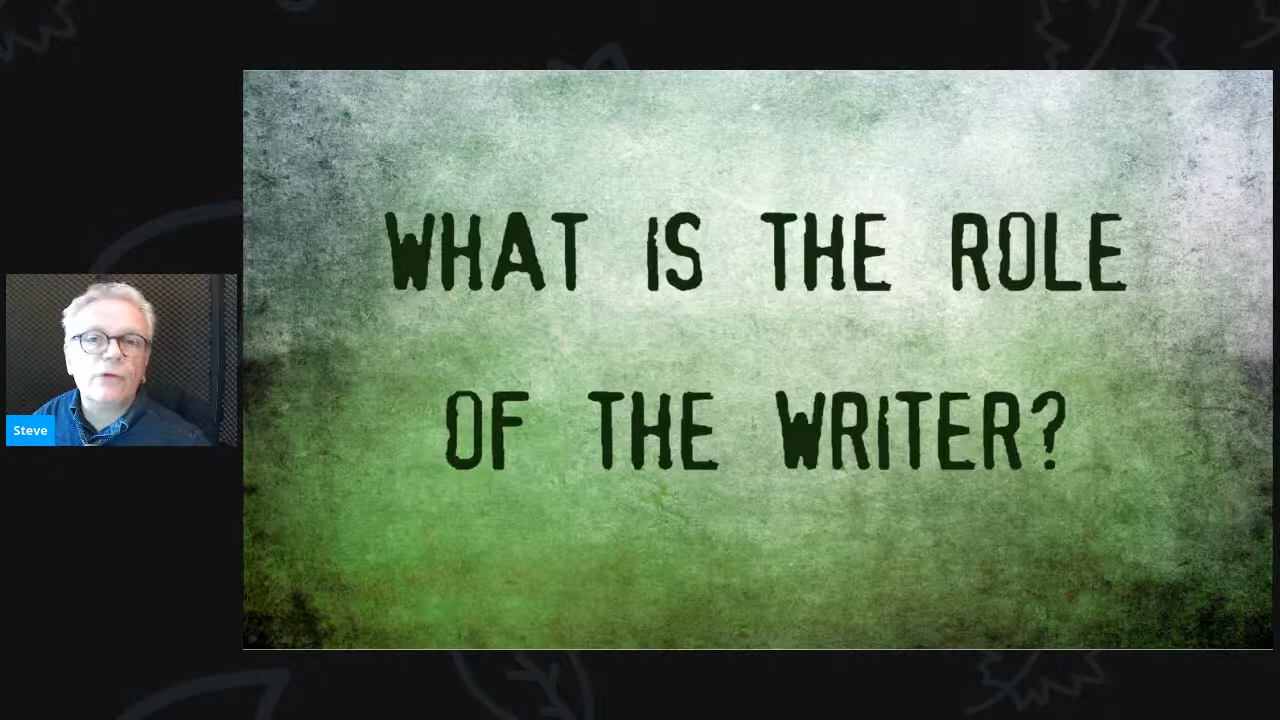 WHAT IS THE ROLE
OF THE WRITER?
Steve